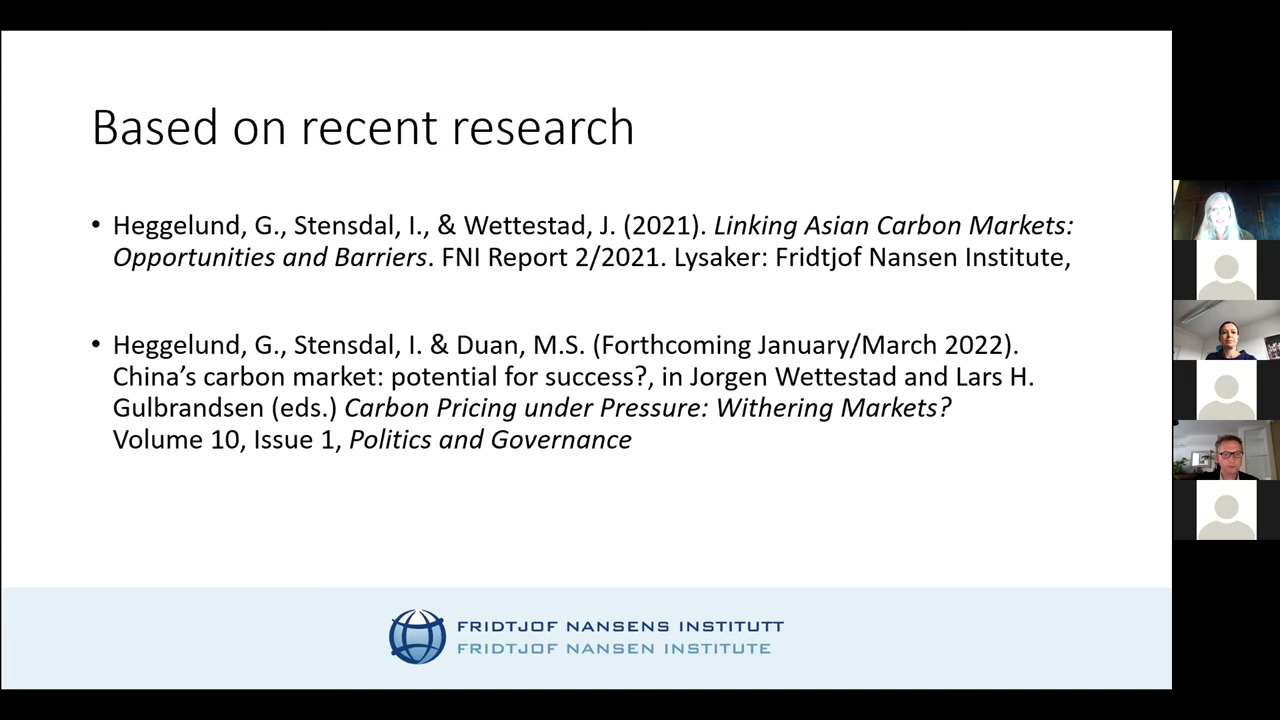 Based on recent research
• Heggelund, G., Stensdal, I., & Wettestad, J. (2021). Linking Asian Carbon Markets:
Opportunities and Barriers. FNI Report 2/2021. Lysaker: Fridtjof Nansen Institute,
• Heggelund, G., Stensdal, I. & Duan, M.S. (Forthcoming January/March 2022).
China’s carbon market: potential for success?, in Jorgen Wettestad and Lars H.
Gulbrandsen (eds.) Carbon Pricing under Pressure: Withering Markets?
Volume 10, Issue 1, Politics and Governance
FRIDTJOF NANSENS INSTITUTT
FRIDTJOF NANSEN INSTITUTE